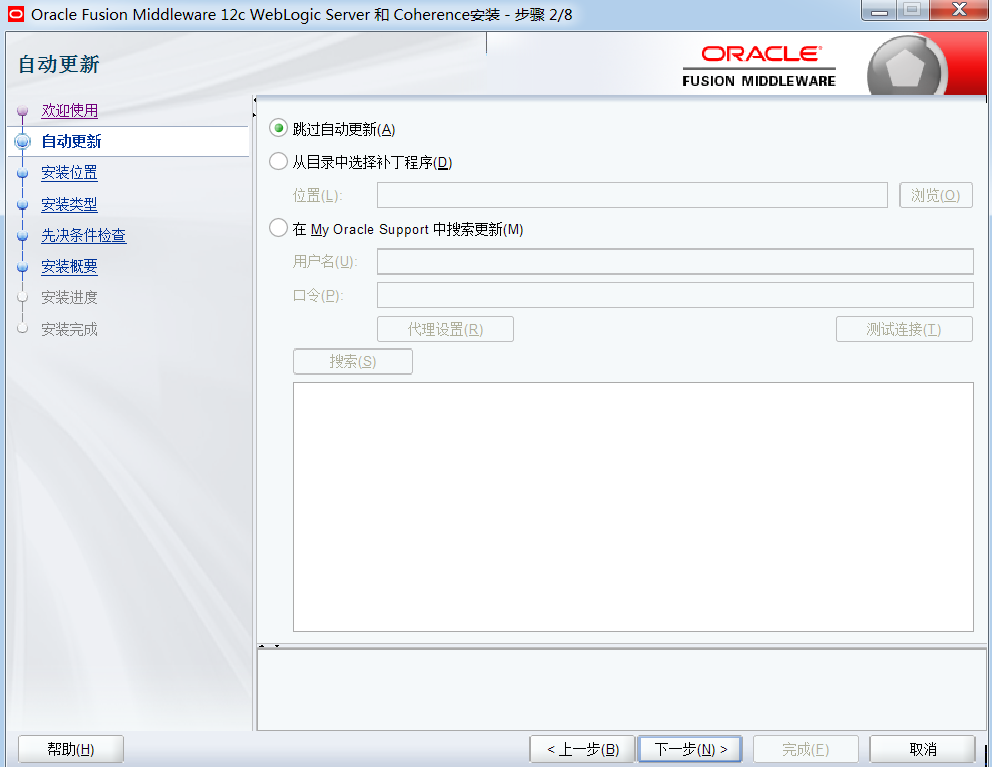 Oracle Fusion Middleware 12c WebLogic Server 和 Coherence安装 - 步骤 2/8
自动更新
ORACLE
FUSION MIDDLEWARE
欢迎使用
自动更新
安装位置
安装类型
先决条件检查
安装概要
安装进度
安装完成
跳过自动更新(A)
从目录中选择补丁程序(D)
位置(L): 浏览(O)
在 My Oracle Support 中搜索更新(M)
用户名(U):
口令(P):
代理设置(R) 测试连接(T)
搜索(S)
帮助(H) < 上一步(B) 下一步(N) > 完成(F) 取消